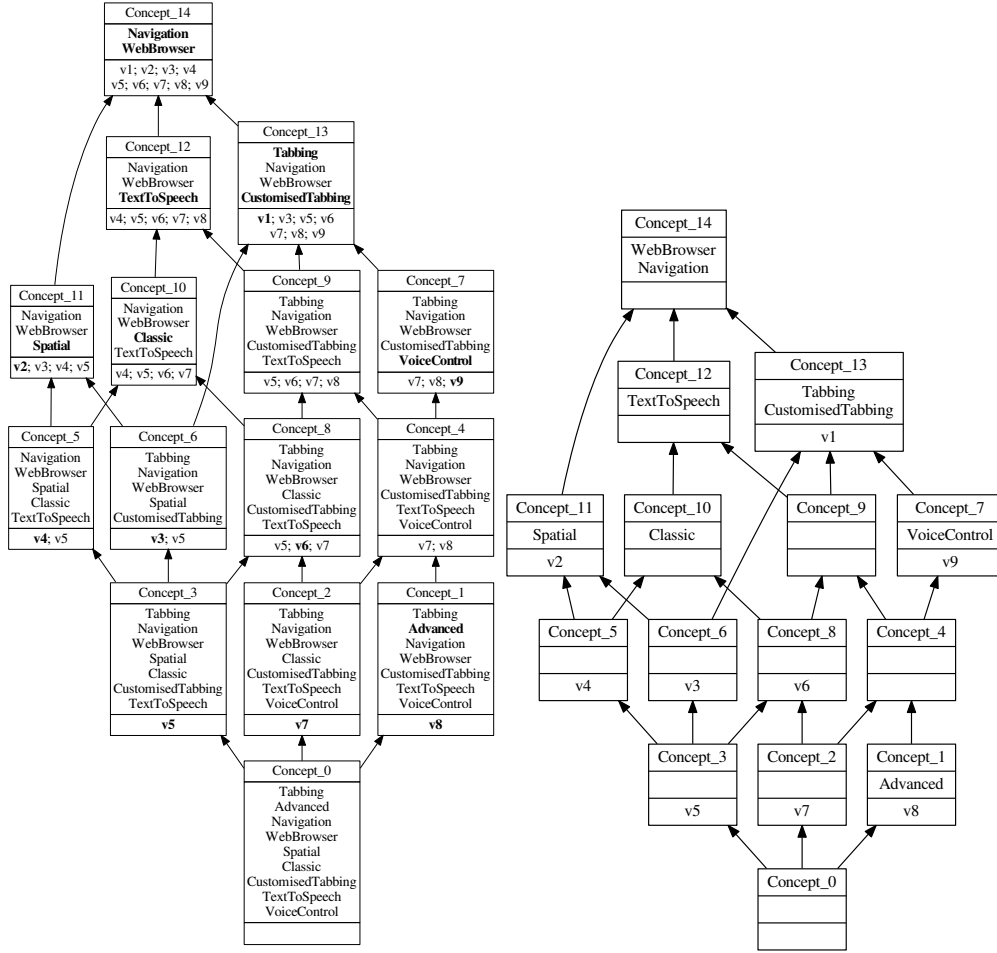 Concept_14
Navigation
WebBrowser
v1; v2; v3; v4
v5; v6; v7; v8; v9
Concept_12
Navigation
WebBrowser
TextToSpeech
v4; v5; v6; v7; v8
Concept_13
Tabbing
Navigation
WebBrowser
CustomisedTabbing
v1; v3; v5; v6
v7; v8; v9
Concept_11
Navigation
WebBrowser
Spatial
v2; v3; v4; v5
Concept_10
Navigation
WebBrowser
Classic
TextToSpeech
v4; v5; v6; v7
Concept_9
Tabbing
Navigation
WebBrowser
CustomisedTabbing
TextToSpeech
v5; v6; v7; v8
Concept_7
Tabbing
Navigation
WebBrowser
CustomisedTabbing
VoiceControl
v7; v8; v9
Concept_5
Navigation
WebBrowser
Spatial
Classic
TextToSpeech
v4; v5
Concept_6
Tabbing
Navigation
WebBrowser
Spatial
CustomisedTabbing
v3; v5
Concept_8
Tabbing
Navigation
WebBrowser
Classic
CustomisedTabbing
TextToSpeech
v5; v6; v7
Concept_4
Tabbing
Navigation
WebBrowser
CustomisedTabbing
TextToSpeech
VoiceControl
v7; v8
Concept_3
Tabbing
Navigation
WebBrowser
Spatial
Classic
CustomisedTabbing
TextToSpeech
v5
Concept_2
Tabbing
Navigation
WebBrowser
Classic
CustomisedTabbing
TextToSpeech
VoiceControl
v7
Concept_1
Tabbing
Advanced
Navigation
WebBrowser
CustomisedTabbing
TextToSpeech
VoiceControl
v8
Concept_0
Tabbing
Advanced
Navigation
WebBrowser
Spatial
Classic
CustomisedTabbing
TextToSpeech
VoiceControl
Concept_14
WebBrowser
Navigation
Concept_12
TextToSpeech
Concept_13
Tabbing
CustomisedTabbing
v1
Concept_11
Spatial
v2
Concept_10
Classic
Concept_9
Concept_7
VoiceControl
v9
Concept_5
v4
Concept_6
v3
Concept_8
v6
Concept_4
Concept_3
v5
Concept_2
v7
Concept_1
Advanced
v8
Concept_0